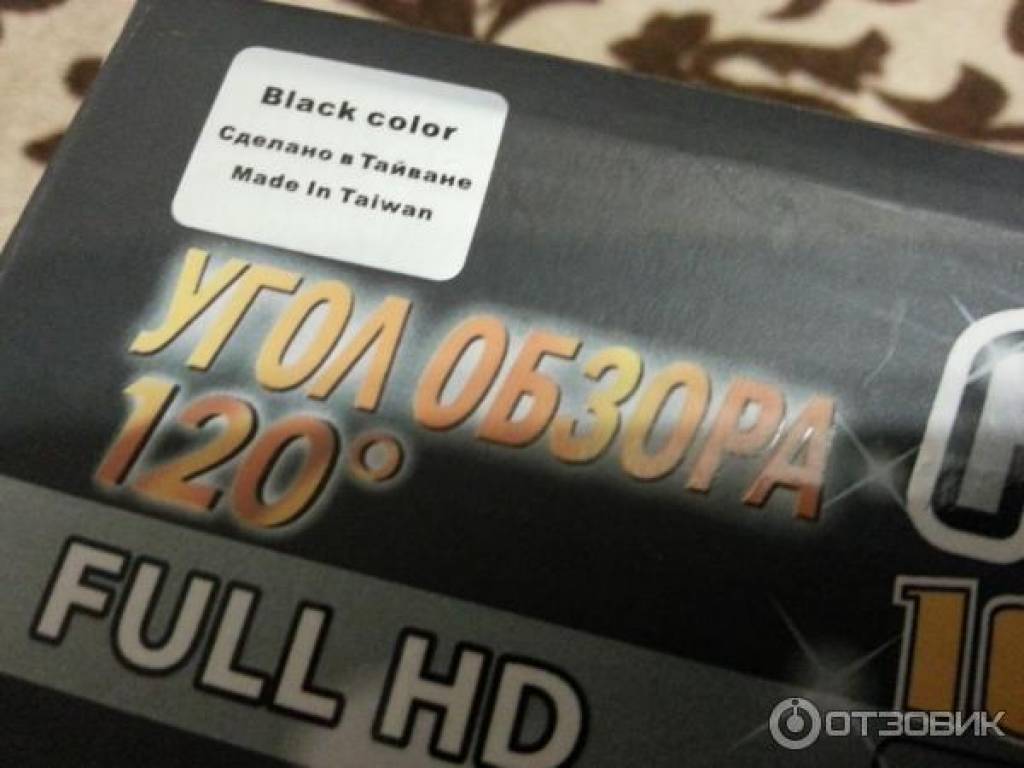 Black color
Сделано в Тайване
Made In Taiwan
УГОЛ ОБЗОРА
120°
FULL HD
ОТЗОВИК